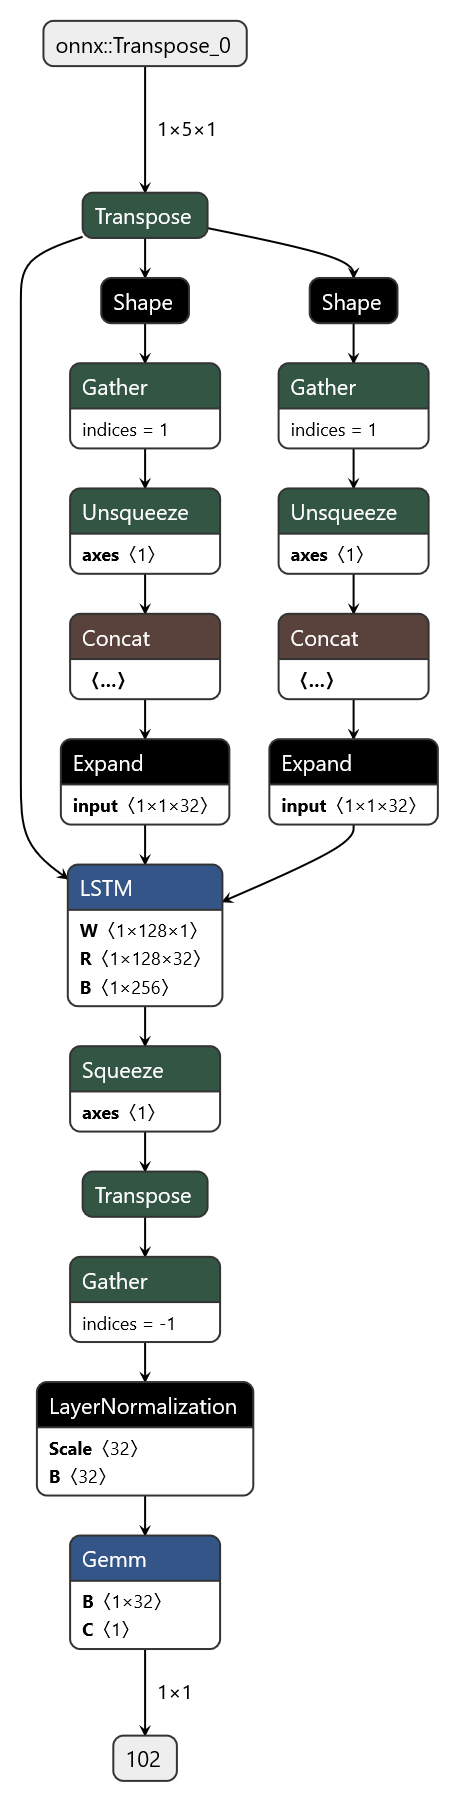 onnx::Transpose_0
1×5×1
Transpose
Shape
Shape
Gather
indices = 1
Gather
indices = 1
Unsqueeze
axes 〈1〉
Unsqueeze
axes 〈1〉
Concat
〈...〉
Concat
〈...〉
Expand
input 〈1×1×32〉
Expand
input 〈1×1×32〉
LSTM
W 〈1×128×1〉
R 〈1×128×32〉
B 〈1×256〉
Squeeze
axes 〈1〉
Transpose
Gather
indices = -1
LayerNormalization
Scale 〈32〉
B 〈32〉
Gemm
B 〈1×32〉
C 〈1〉
1×1
102